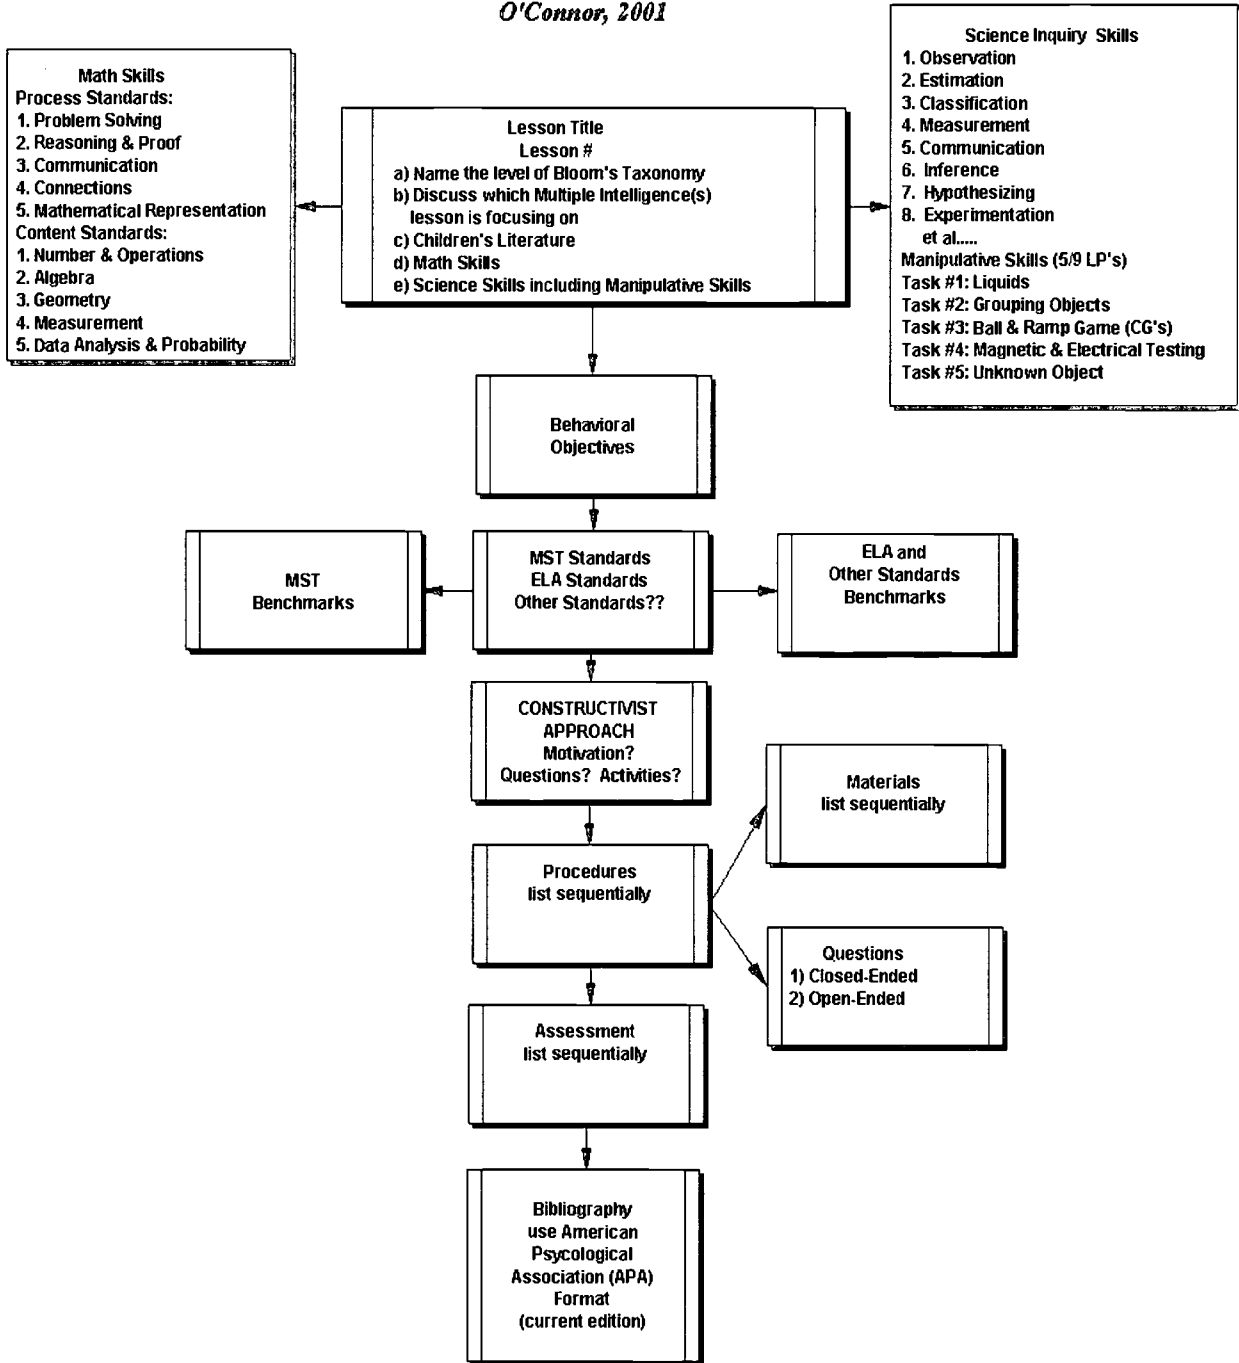 O'Connor, 2001
Math Skills
Process Standards:
1. Problem Solving
2. Reasoning & Proof
3. Communication
4. Connections
5. Mathematical Representation
Content Standards:
1. Number & Operations
2. Algebra
3. Geometry
4. Measurement
5. Data Analysis & Probability
Lesson Title
Lesson #
a) Name the level of Bloom's Taxonomy
b) Discuss which Multiple Intelligence(s)
lesson is focusing on
c) Children's Literature
d) Math Skills
e) Science Skills including Manipulative Skills
Science Inquiry Skills
1. Observation
2. Estimation
3. Classification
4. Measurement
5. Communication
6. Inference
7. Hypothesizing
8. Experimentation
et al.....
Manipulative Skills (5/9 LP's)
Task #1: Liquids
Task #2: Grouping Objects
Task #3: Ball & Ramp Game (CG's)
Task #4: Magnetic & Electrical Testing
Task #5: Unknown Object
Behavioral
Objectives
MST
Benchmarks
MST Standards
ELA Standards
Other Standards??
ELA and
Other Standards
Benchmarks
CONSTRUCTIVIST
APPROACH
Motivation?
Questions? Activities?
Materials
list sequentially
Procedures
list sequentially
Questions
1) Closed-Ended
2) Open-Ended
Assessment
list sequentially
Bibliography
use American
Psycological
Association (APA)
Format
(current edition)